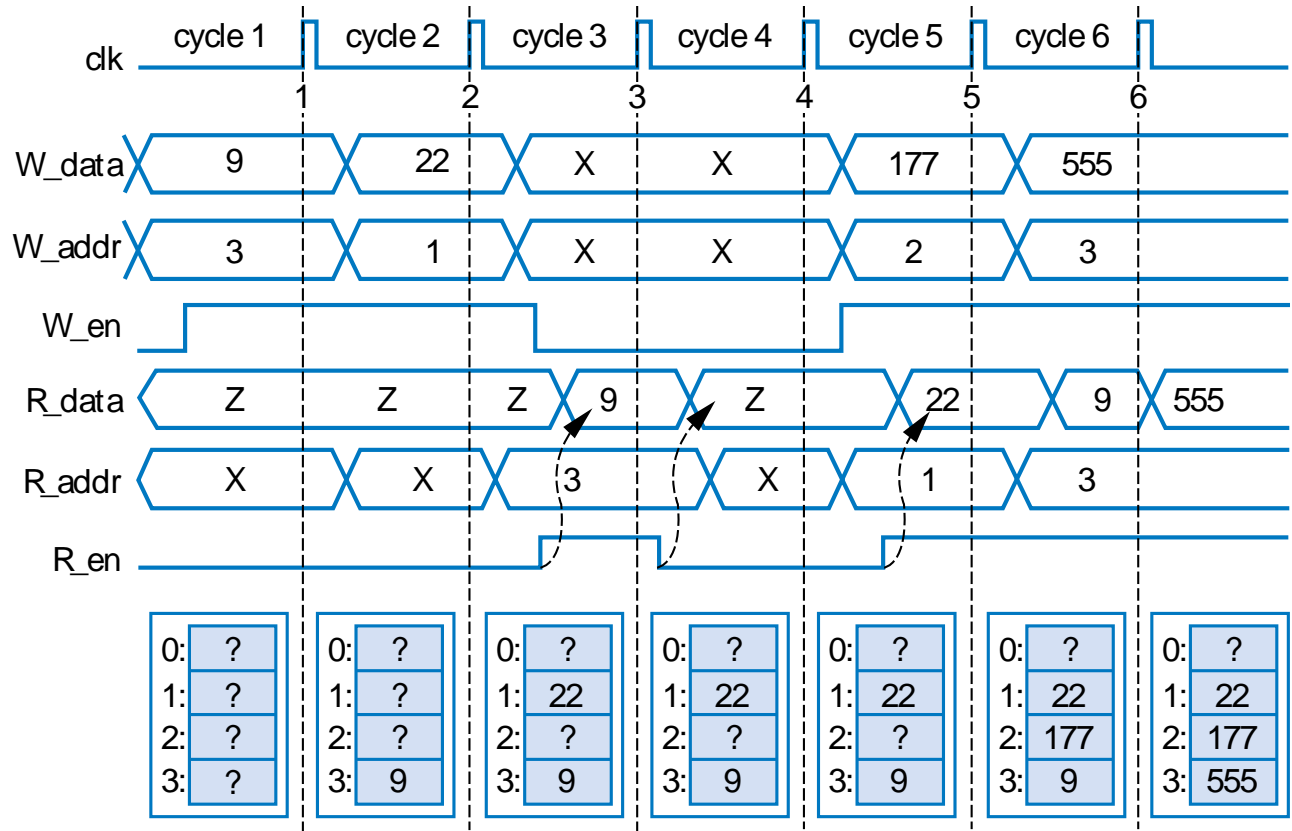 clk cycle 1 cycle 2 cycle 3 cycle 4 cycle 5 cycle 6
1 2 3 4 5 6
W_data 9 22 X X 177 555
W_addr 3 1 X X 2 3
W_en
R_data Z Z Z 9 Z 22 9 555
R_addr X X 3 X 1 3
R_en
0: ? 0: ? 0: ? 0: ? 0: ? 0: ? 0: ?
1: ? 1: ? 1: 22 1: 22 1: 22 1: 22 1: 22
2: ? 2: ? 2: ? 2: ? 2: ? 2: 177 2: 177
3: ? 3: 9 3: 9 3: 9 3: 9 3: 9 3: 555